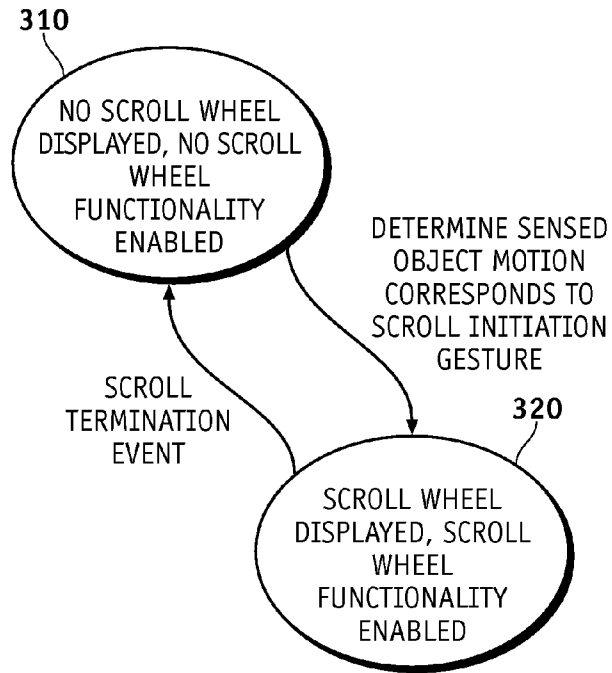 310
NO SCROLL WHEEL
DISPLAYED, NO SCROLL
WHEEL
FUNCTIONALITY
ENABLED
DETERMINE SENSED
OBJECT MOTION
CORRESPONDS TO
SCROLL INITIATION
GESTURE
SCROLL
TERMINATION
EVENT
320
SCROLL WHEEL
DISPLAYED, SCROLL
WHEEL
FUNCTIONALITY
ENABLED